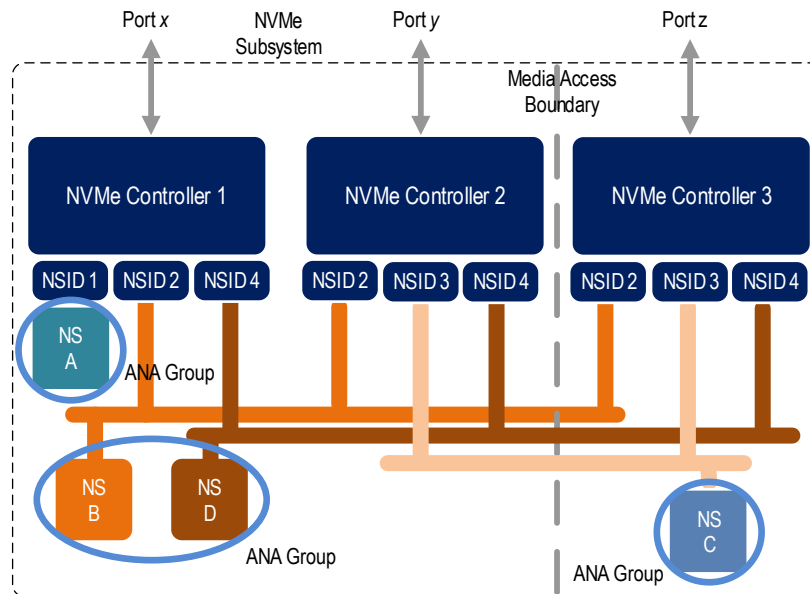 Port x
NVMe
Subsystem
Port y
Port z
Media Access
Boundary
NVMe Controller 1
NVMe Controller 2
NVMe Controller 3
NSID 1
NSID 2
NSID 4
NSID 2
NSID 3
NSID 4
NSID 2
NSID 3
NSID 4
NS
A
ANA Group
NS
B
NS
D
NS
C
ANA Group
ANA Group